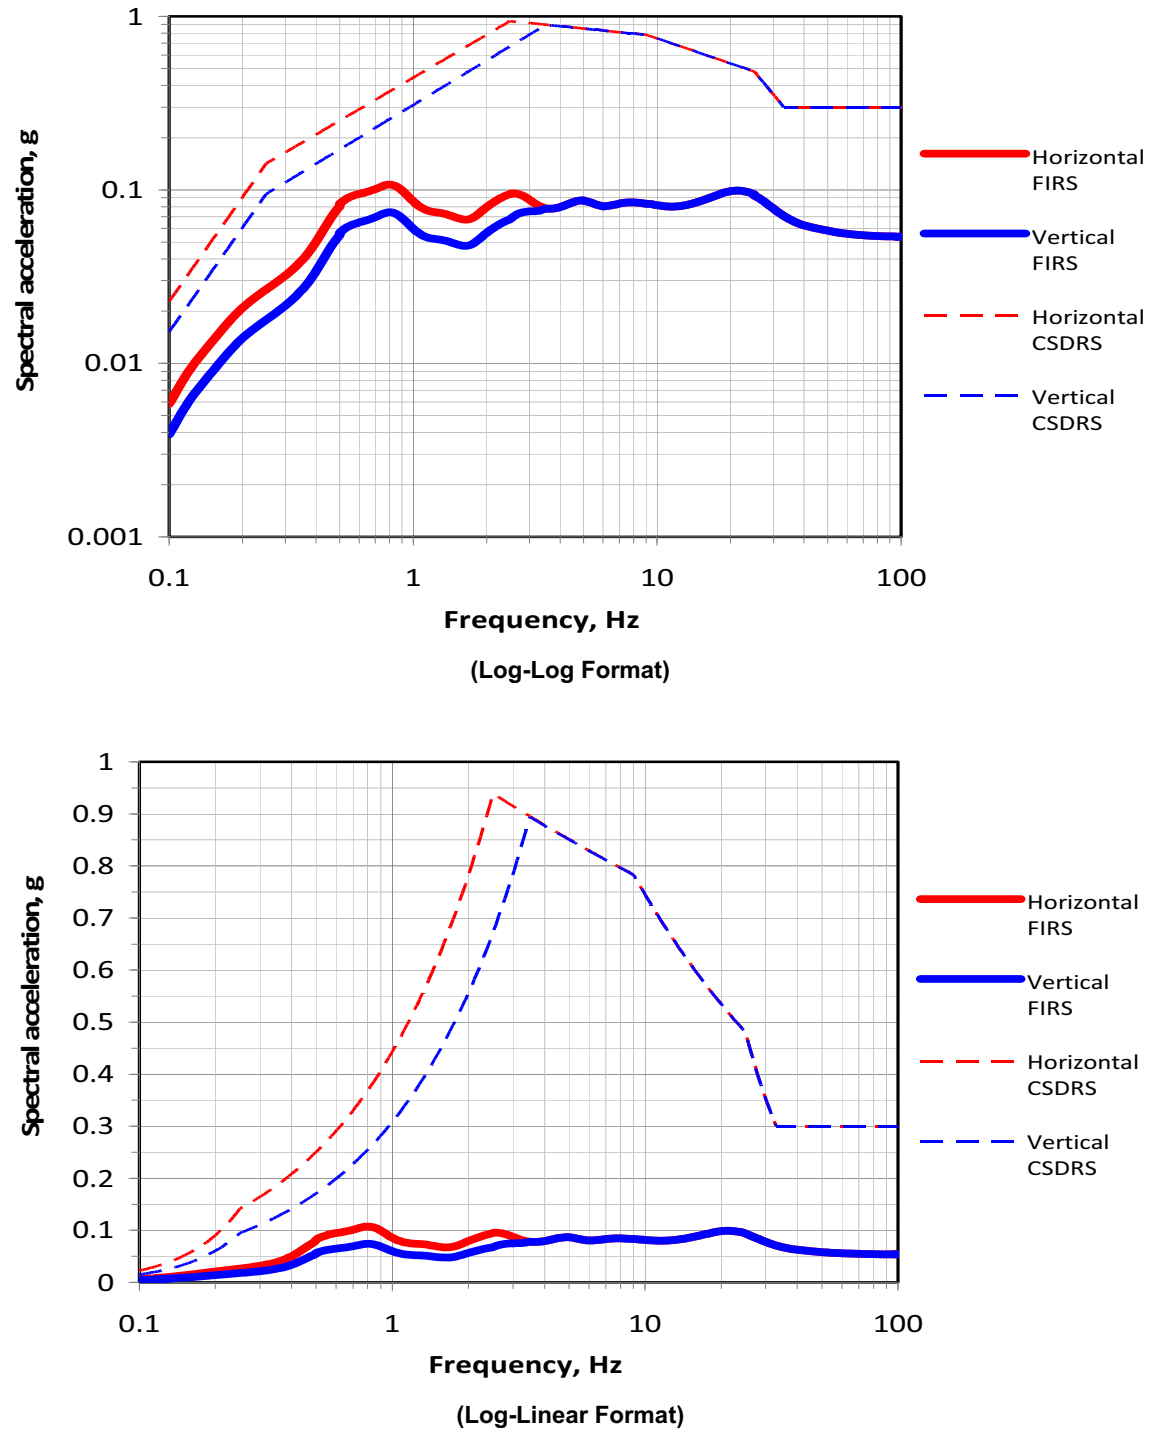 1
0.1
0.01
0.001
Spectral acceleration, g
0.1 1 10 100
Frequency, Hz
(Log-Log Format)
Horizontal
FIRS
Vertical
FIRS
Horizontal
CSDRS
Vertical
CSDRS
1
0.9
0.8
0.7
0.6
0.5
0.4
0.3
0.2
0.1
0
Spectral acceleration, g
0.1 1 10 100
Frequency, Hz
(Log-Linear Format)
Horizontal
FIRS
Vertical
FIRS
Horizontal
CSDRS
Vertical
CSDRS